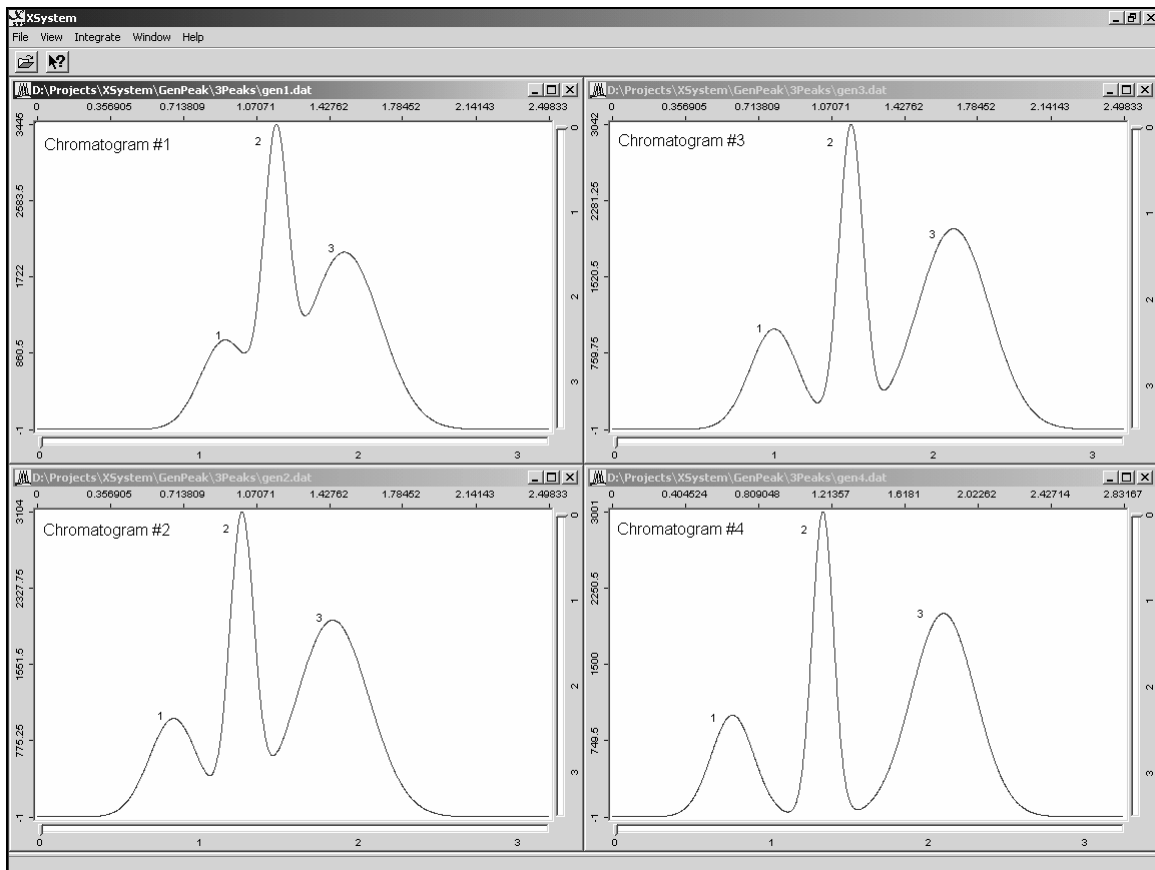 XSystem
File View Integrate Window Help
D:\Projects\XSystem\GenPeak\3Peaks\gen1.dat
0 0.356905 0.713809 1.07071 1.42762 1.78452 2.14143 2.49833
3445
2583.5
1722
860.5
-1
Chromatogram #1
1
2
3
0
1
2
3
0 1 2 3
D:\Projects\XSystem\GenPeak\3Peaks\gen3.dat
0 0.356905 0.713809 1.07071 1.42762 1.78452 2.14143 2.49833
3042
2281.25
1520.5
759.75
-1
Chromatogram #3
1
2
3
0
1
2
3
0 1 2 3
D:\Projects\XSystem\GenPeak\3Peaks\gen2.dat
0 0.356905 0.713809 1.07071 1.42762 1.78452 2.14143 2.49833
3104
2327.75
1551.5
775.25
-1
Chromatogram #2
1
2
3
0
1
2
3
0 1 2 3
D:\Projects\XSystem\GenPeak\3Peaks\gen4.dat
0 0.404524 0.809048 1.21357 1.6181 2.02262 2.42714 2.83167
3001
2250.5
1500
749.5
-1
Chromatogram #4
1
2
3
0
1
2
3
0 1 2 3